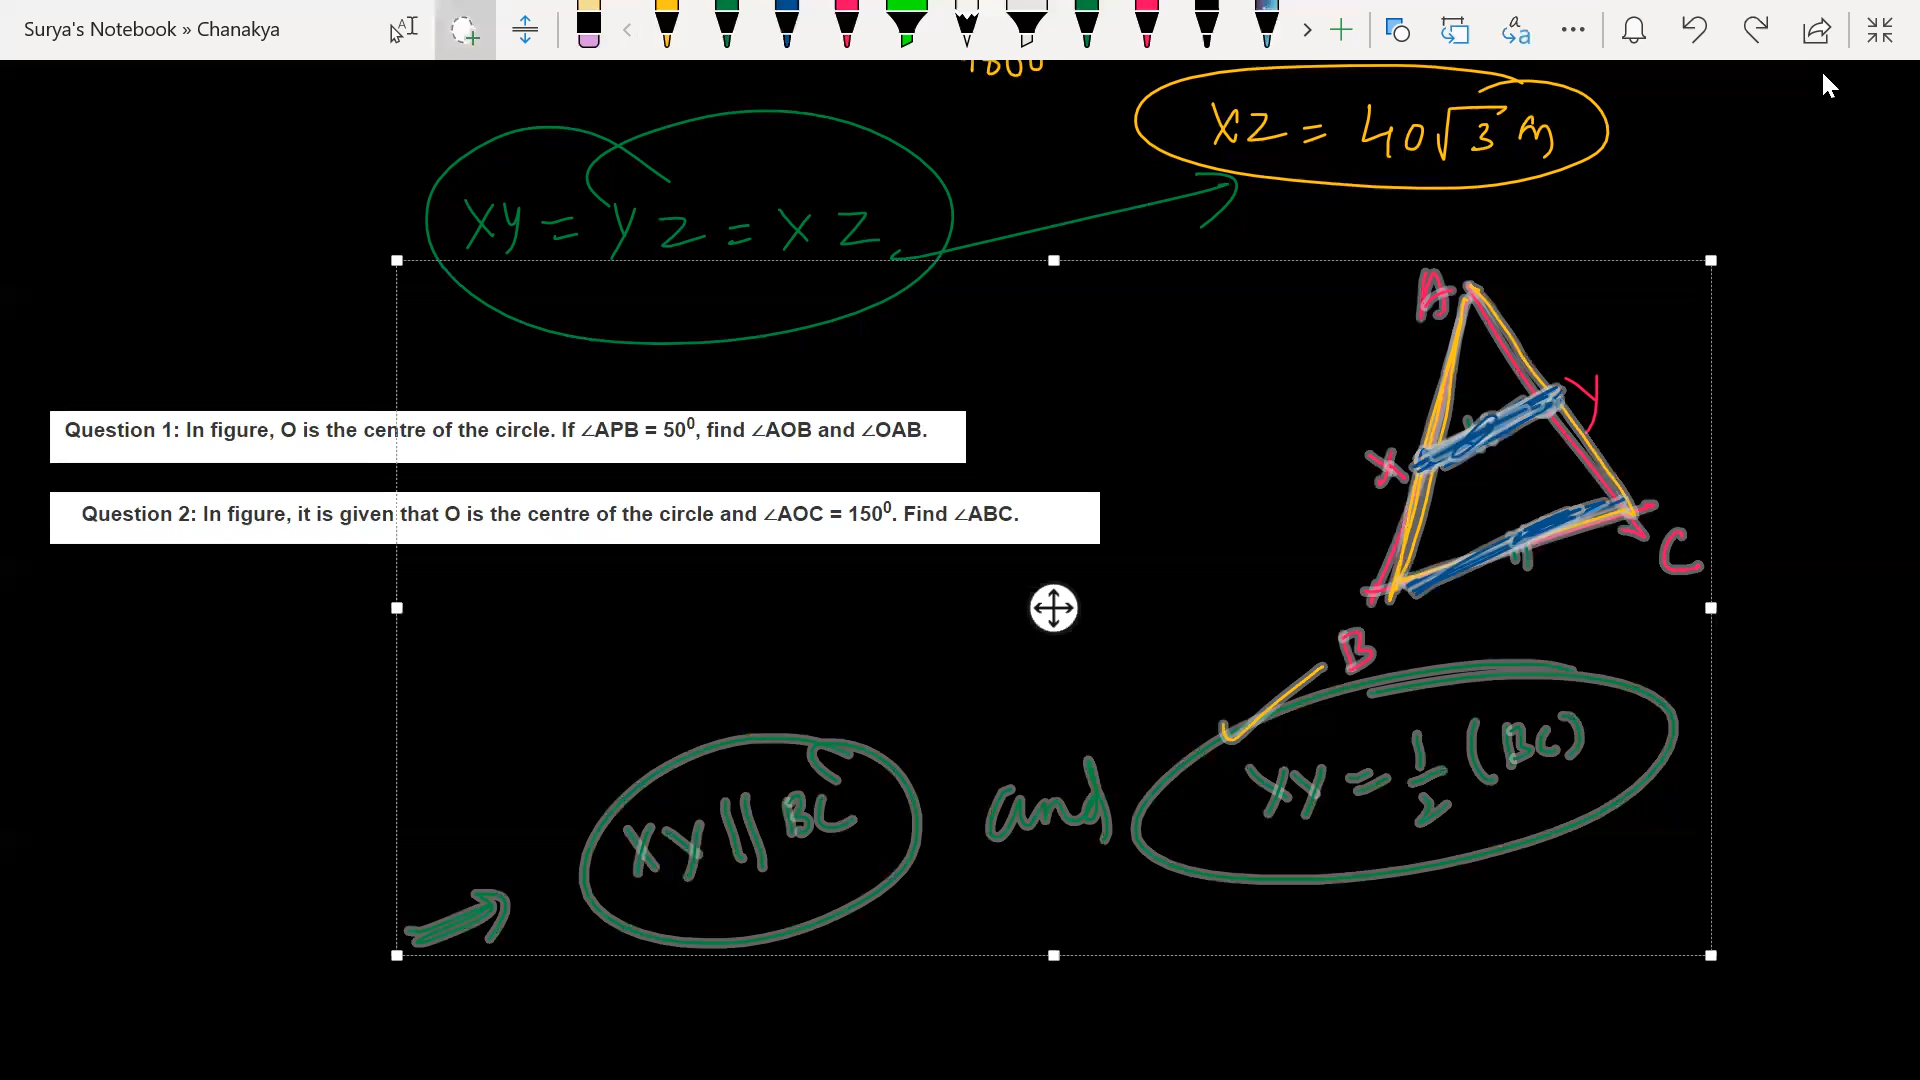 Surya's Notebook » Chanakya
1800
XZ = 40√3 m
XY = YZ = XZ
A
Y
Question 1: In figure, O is the centre of the circle. If ∠APB = 50⁰, find ∠AOB and ∠OAB.
X
Question 2: In figure, it is given that O is the centre of the circle and ∠AOC = 150⁰. Find ∠ABC.
C
B
XY || BC and XY = 1/2 (BC)